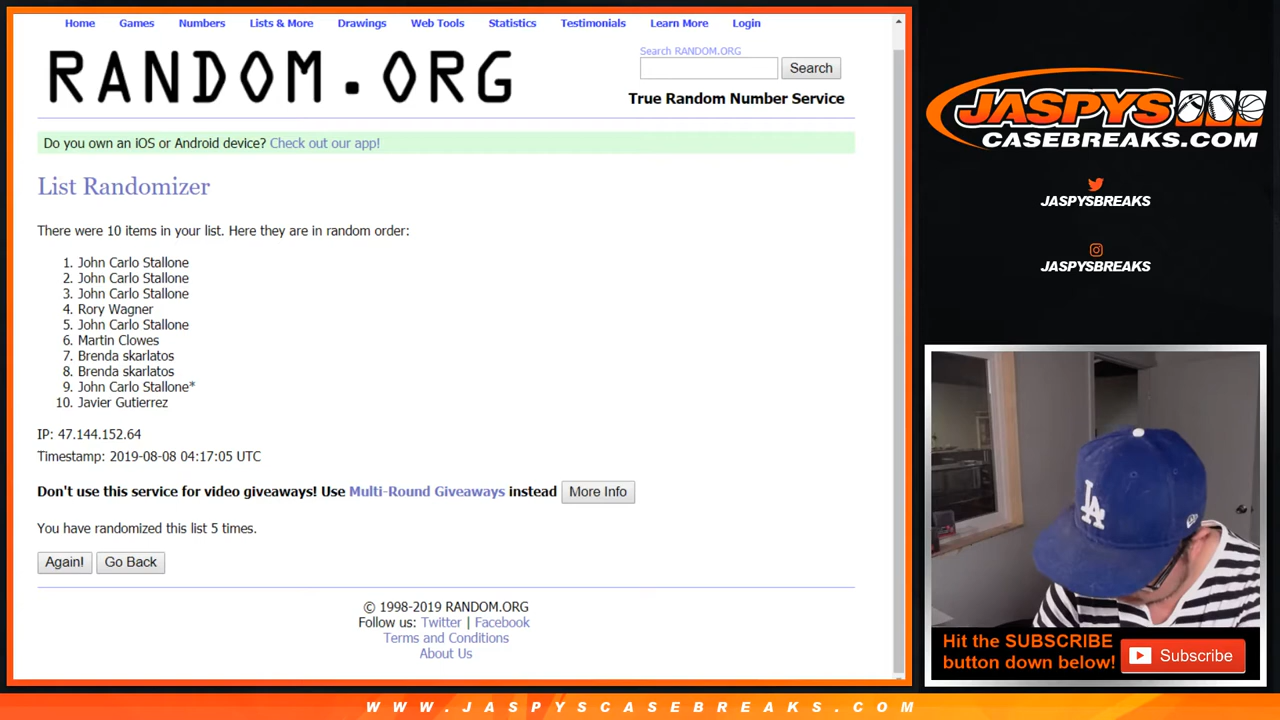 Home Games Numbers Lists & More Drawings Web Tools Statistics Testimonials Learn More Login
RANDOM.ORG
Search RANDOM.ORG
Search
True Random Number Service
Do you own an iOS or Android device? Check out our app!
List Randomizer
There were 10 items in your list. Here they are in random order:
1. John Carlo Stallone
2. John Carlo Stallone
3. John Carlo Stallone
4. Rory Wagner
5. John Carlo Stallone
6. Martin Clowes
7. Brenda skarlatos
8. Brenda skarlatos
9. John Carlo Stallone*
10. Javier Gutierrez
IP: 47.144.152.64
Timestamp: 2019-08-08 04:17:05 UTC
Don't use this service for video giveaways! Use Multi-Round Giveaways instead More Info
You have randomized this list 5 times.
Again! Go Back
© 1998-2019 RANDOM.ORG
Follow us: Twitter | Facebook
Terms and Conditions
About Us
JASPYS
CASEBREAKS.COM
JASPYSBREAKS
JASPYSBREAKS
LA
Hit the SUBSCRIBE
button down below!
Subscribe
WWW.JASPYSCASEBREAKS.COM